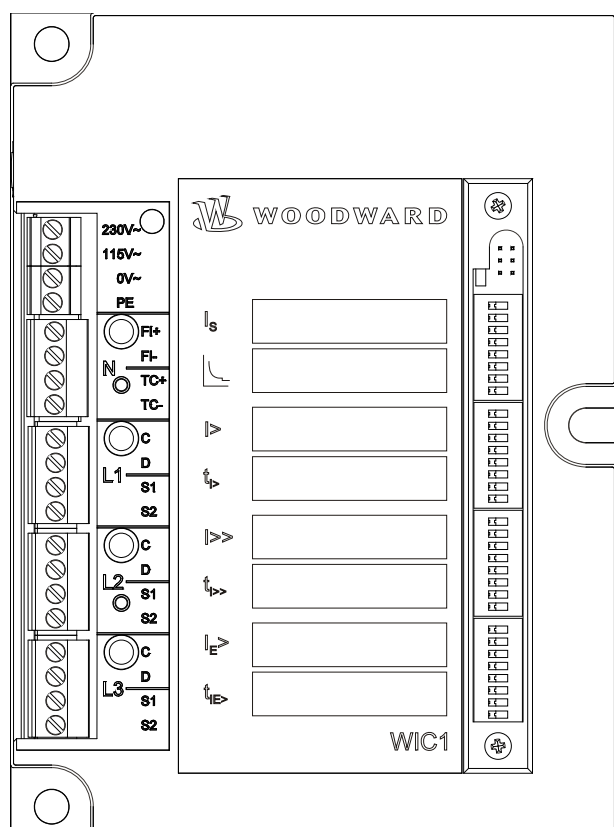 WOODWARD
230V~
115V~
0V~
PE
FI+
FI-
N
TC+
TC-
C
D
L1
S1
S2
C
D
L2
S1
S2
C
D
L3
S1
S2
IS
I>
tI>
I>>
tI>>
IE>
tIE>
WIC1